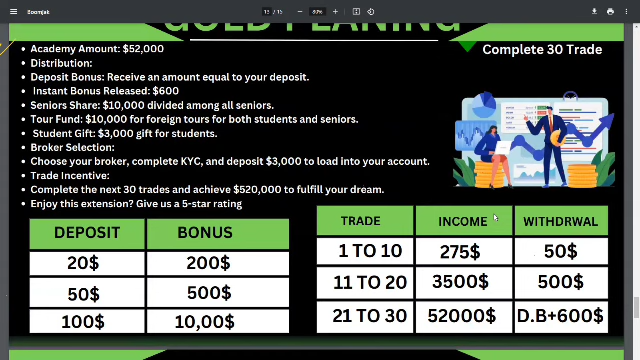 Boomjak
13 / 15
80%
GOLD PLANING
Academy Amount: $52,000
Distribution:
Deposit Bonus: Receive an amount equal to your deposit.
Instant Bonus Released: $600
Seniors Share: $10,000 divided among all seniors.
Tour Fund: $10,000 for foreign tours for both students and seniors.
Student Gift: $3,000 gift for students.
Broker Selection:
Choose your broker, complete KYC, and deposit $3,000 to load into your account.
Trade Incentive:
Complete the next 30 trades and achieve $520,000 to fulfill your dream.
Enjoy this extension? Give us a 5-star rating
Complete 30 Trade
DEPOSIT BONUS
20$ 200$
50$ 500$
100$ 10,00$
TRADE INCOME WITHDRWAL
1 TO 10 275$ 50$
11 TO 20 3500$ 500$
21 TO 30 52000$ D.B+600$